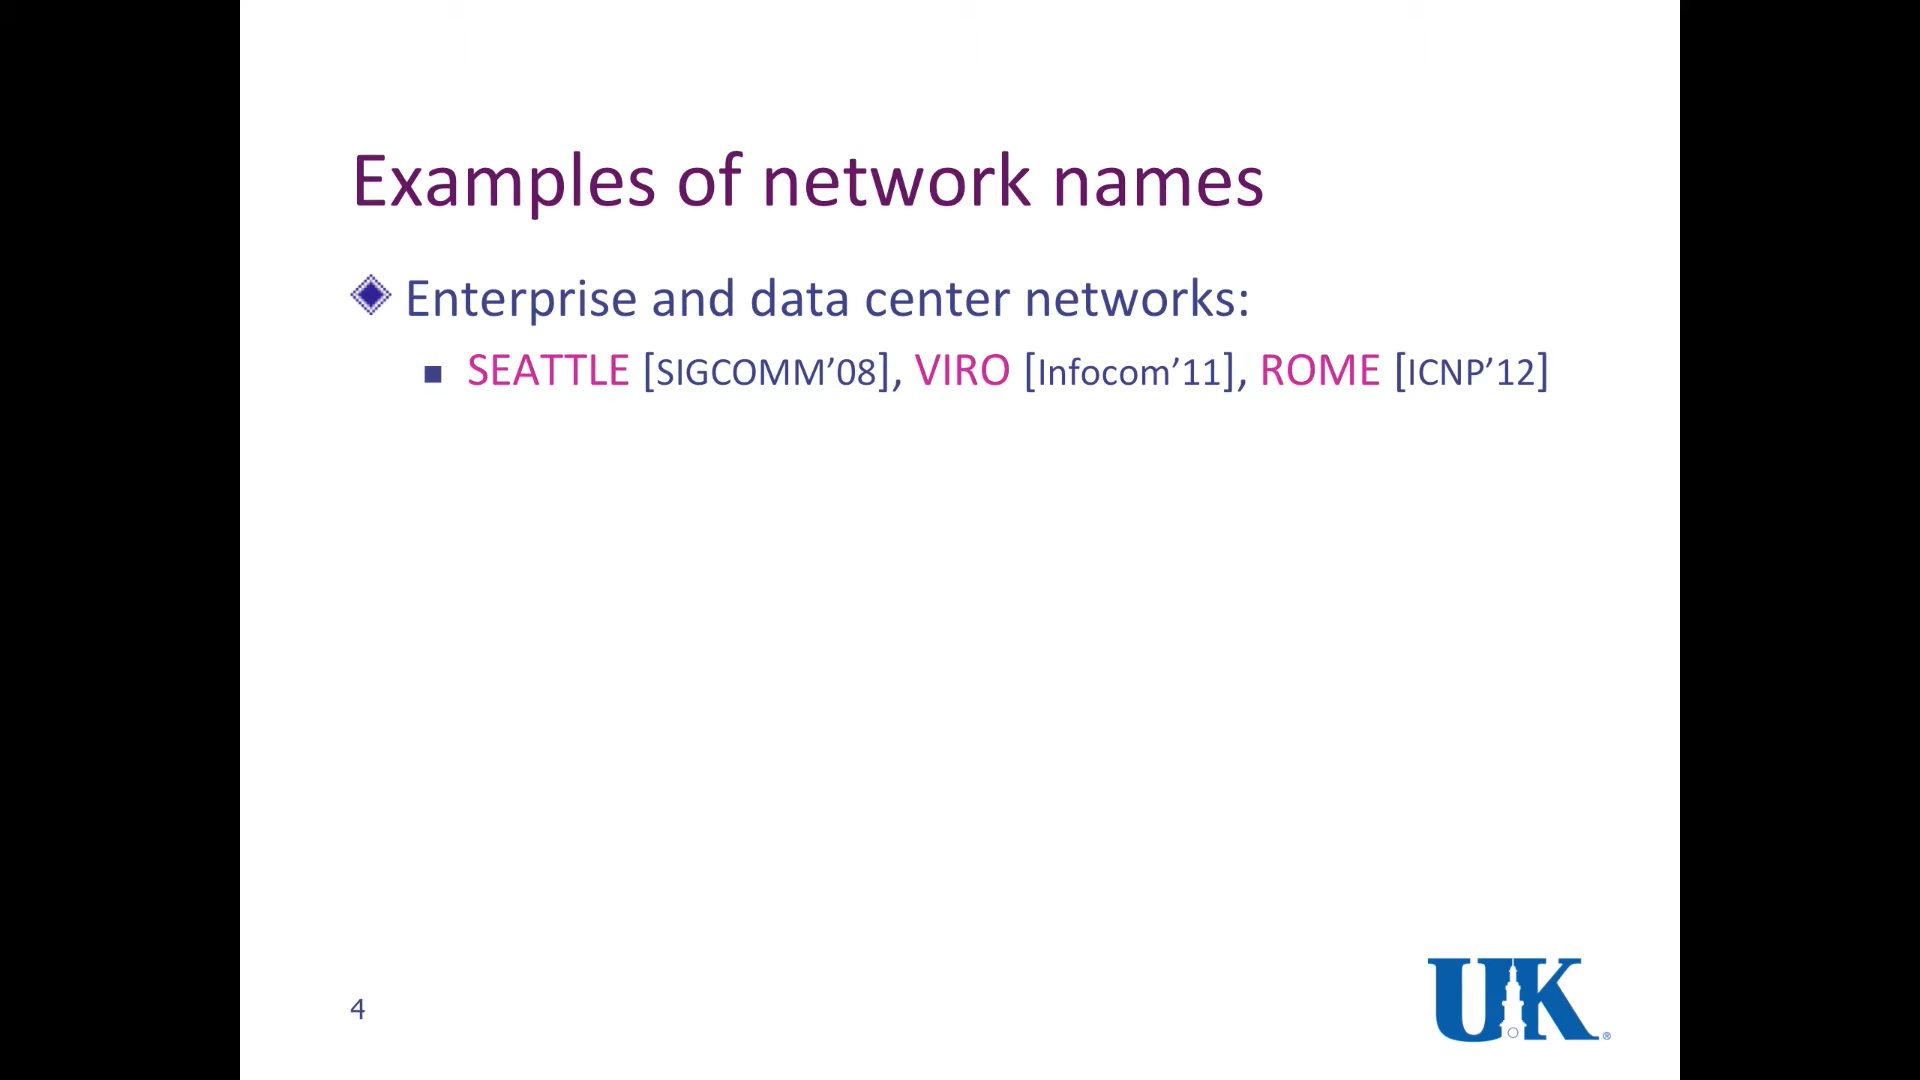 Examples of network names
Enterprise and data center networks:
SEATTLE [SIGCOMM’08], VIRO [Infocom’11], ROME [ICNP’12]
4
UK®